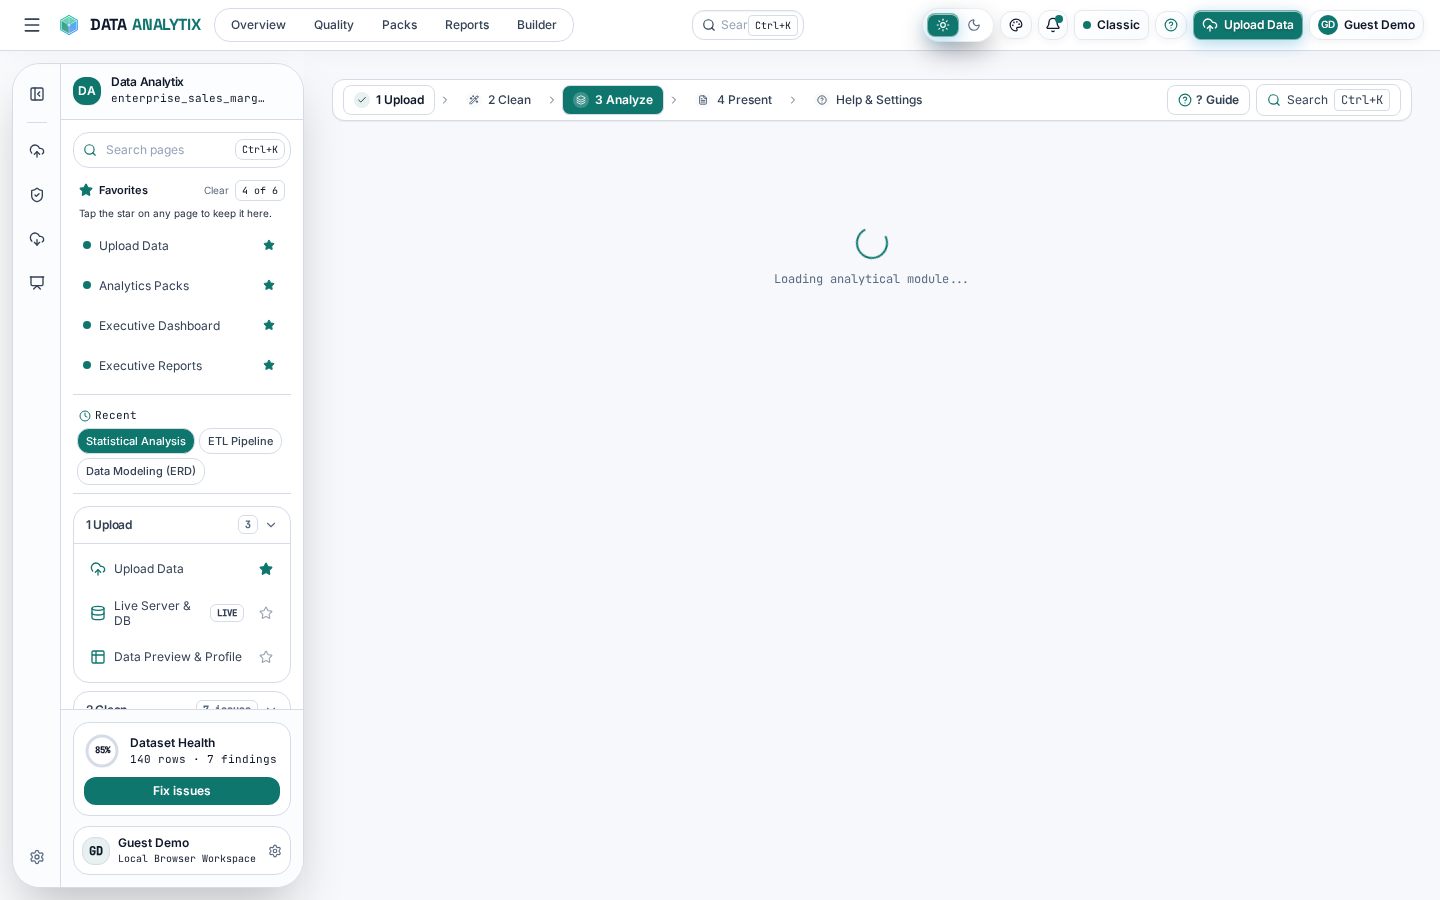 DATA ANALYTIX
Overview
Quality
Packs
Reports
Builder
Sear
Ctrl+K
Classic
Upload Data
GD
Guest Demo
DA
Data Analytix
enterprise_sales_marg…
1 Upload
2 Clean
3 Analyze
4 Present
Help & Settings
? Guide
Search
Ctrl+K
Search pages
Ctrl+K
Favorites
Clear
4 of 6
Tap the star on any page to keep it here.
Upload Data
Analytics Packs
Executive Dashboard
Executive Reports
Loading analytical module...
Recent
Statistical Analysis
ETL Pipeline
Data Modeling (ERD)
1 Upload
3
Upload Data
Live Server &
DB
LIVE
Data Preview & Profile
2 Clean
7 issues
85%
Dataset Health
140 rows · 7 findings
Fix issues
GD
Guest Demo
Local Browser Workspace